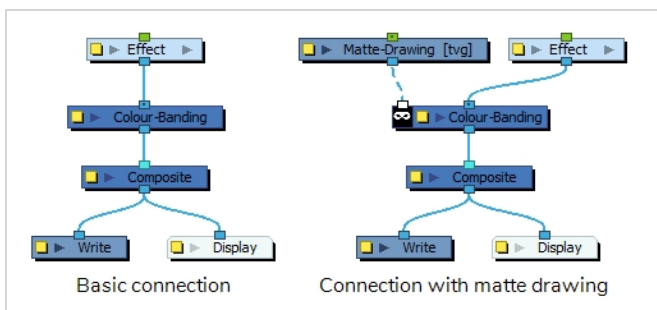 Effect
Colour-Banding
Composite
Write
Display
Basic connection
Matte-Drawing [tvg]
Effect
Colour-Banding
Composite
Write
Display
Connection with matte drawing